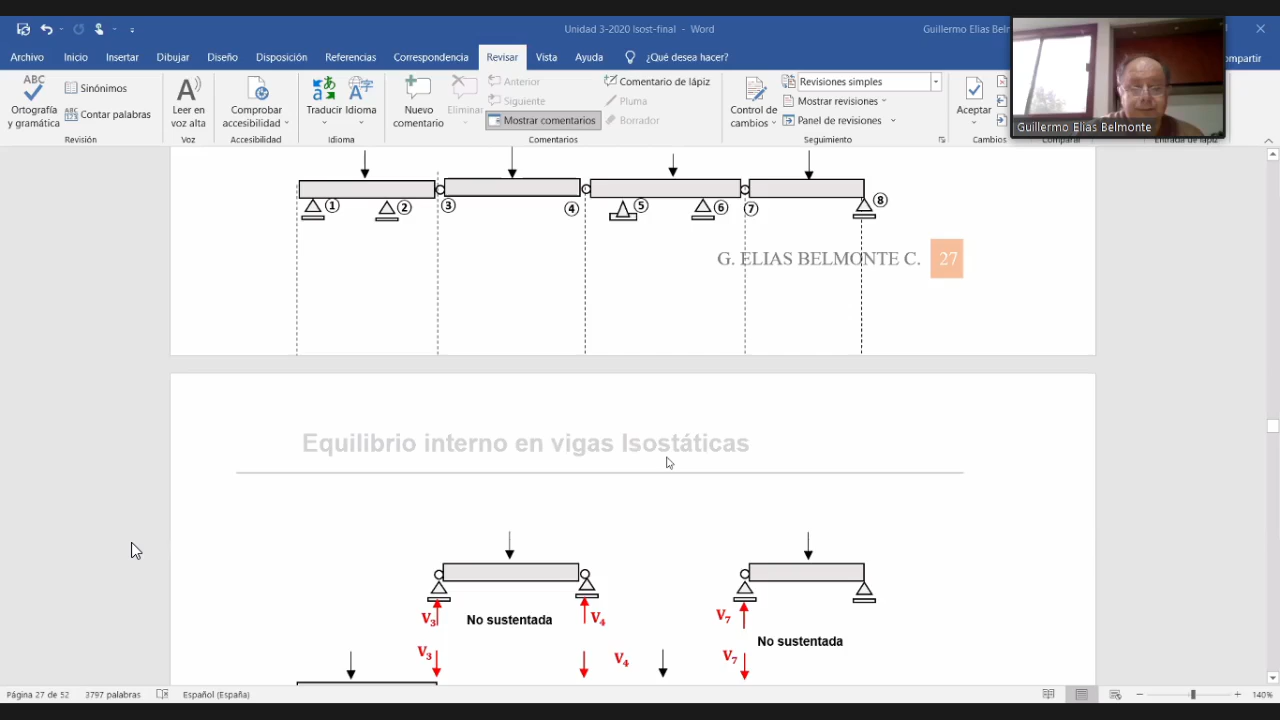 Unidad 3-2020 Isost-final - Word
Guillermo Elias Belm
Archivo Inicio Insertar Dibujar Diseño Disposición Referencias Correspondencia Revisar Vista Ayuda ¿Qué desea hacer? ompartir
ABC
Ortografía y gramática
Sinónimos
ABC
123
Contar palabras
Revisión
A
Leer en voz alta
Voz
Comprobar accesibilidad
Accesibilidad
Traducir Idioma
Idioma
Nuevo comentario
Eliminar
Anterior
Siguiente
Mostrar comentarios
Comentario de lápiz
Pluma
Borrador
Comentarios
Control de cambios
Revisiones simples
Mostrar revisiones
Panel de revisiones
Seguimiento
Aceptar
Cambios
Guillermo Elias Belmonte
1 2 3 4 5 6 7 8
G. ELIAS BELMONTE C. 27
Equilibrio interno en vigas Isostáticas
V3 No sustentada V4 V7
No sustentada
V3 V4 V7
Página 27 de 52 3797 palabras Español (España) 140%